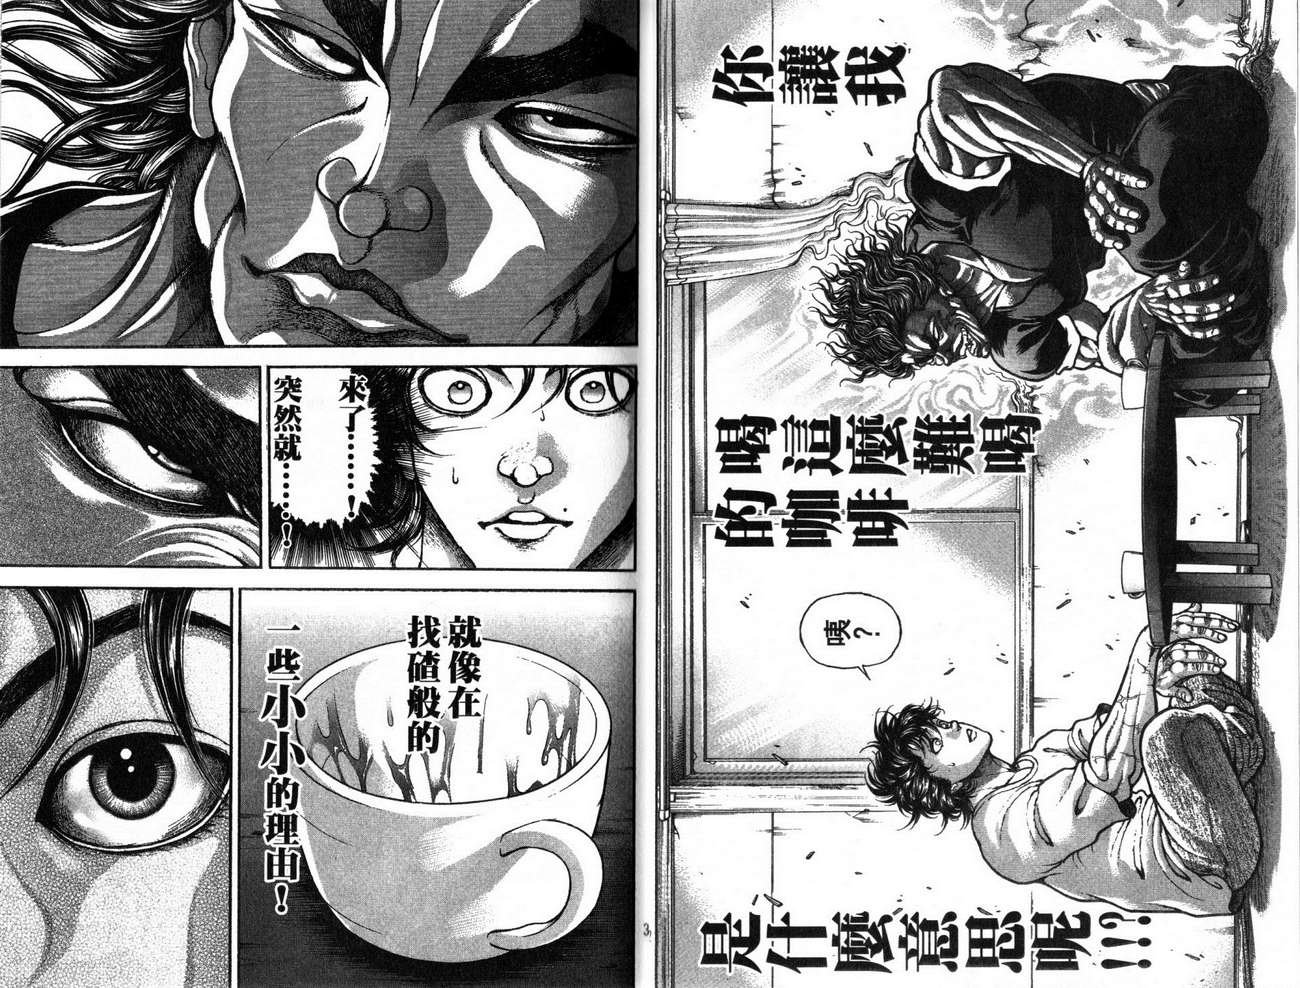 你讓我
喝這麼難喝
的咖啡
咦?
是什麼意思呢?!!
來了………!
突然就………!
就像在
找碴般的
一些小小的理由!
3